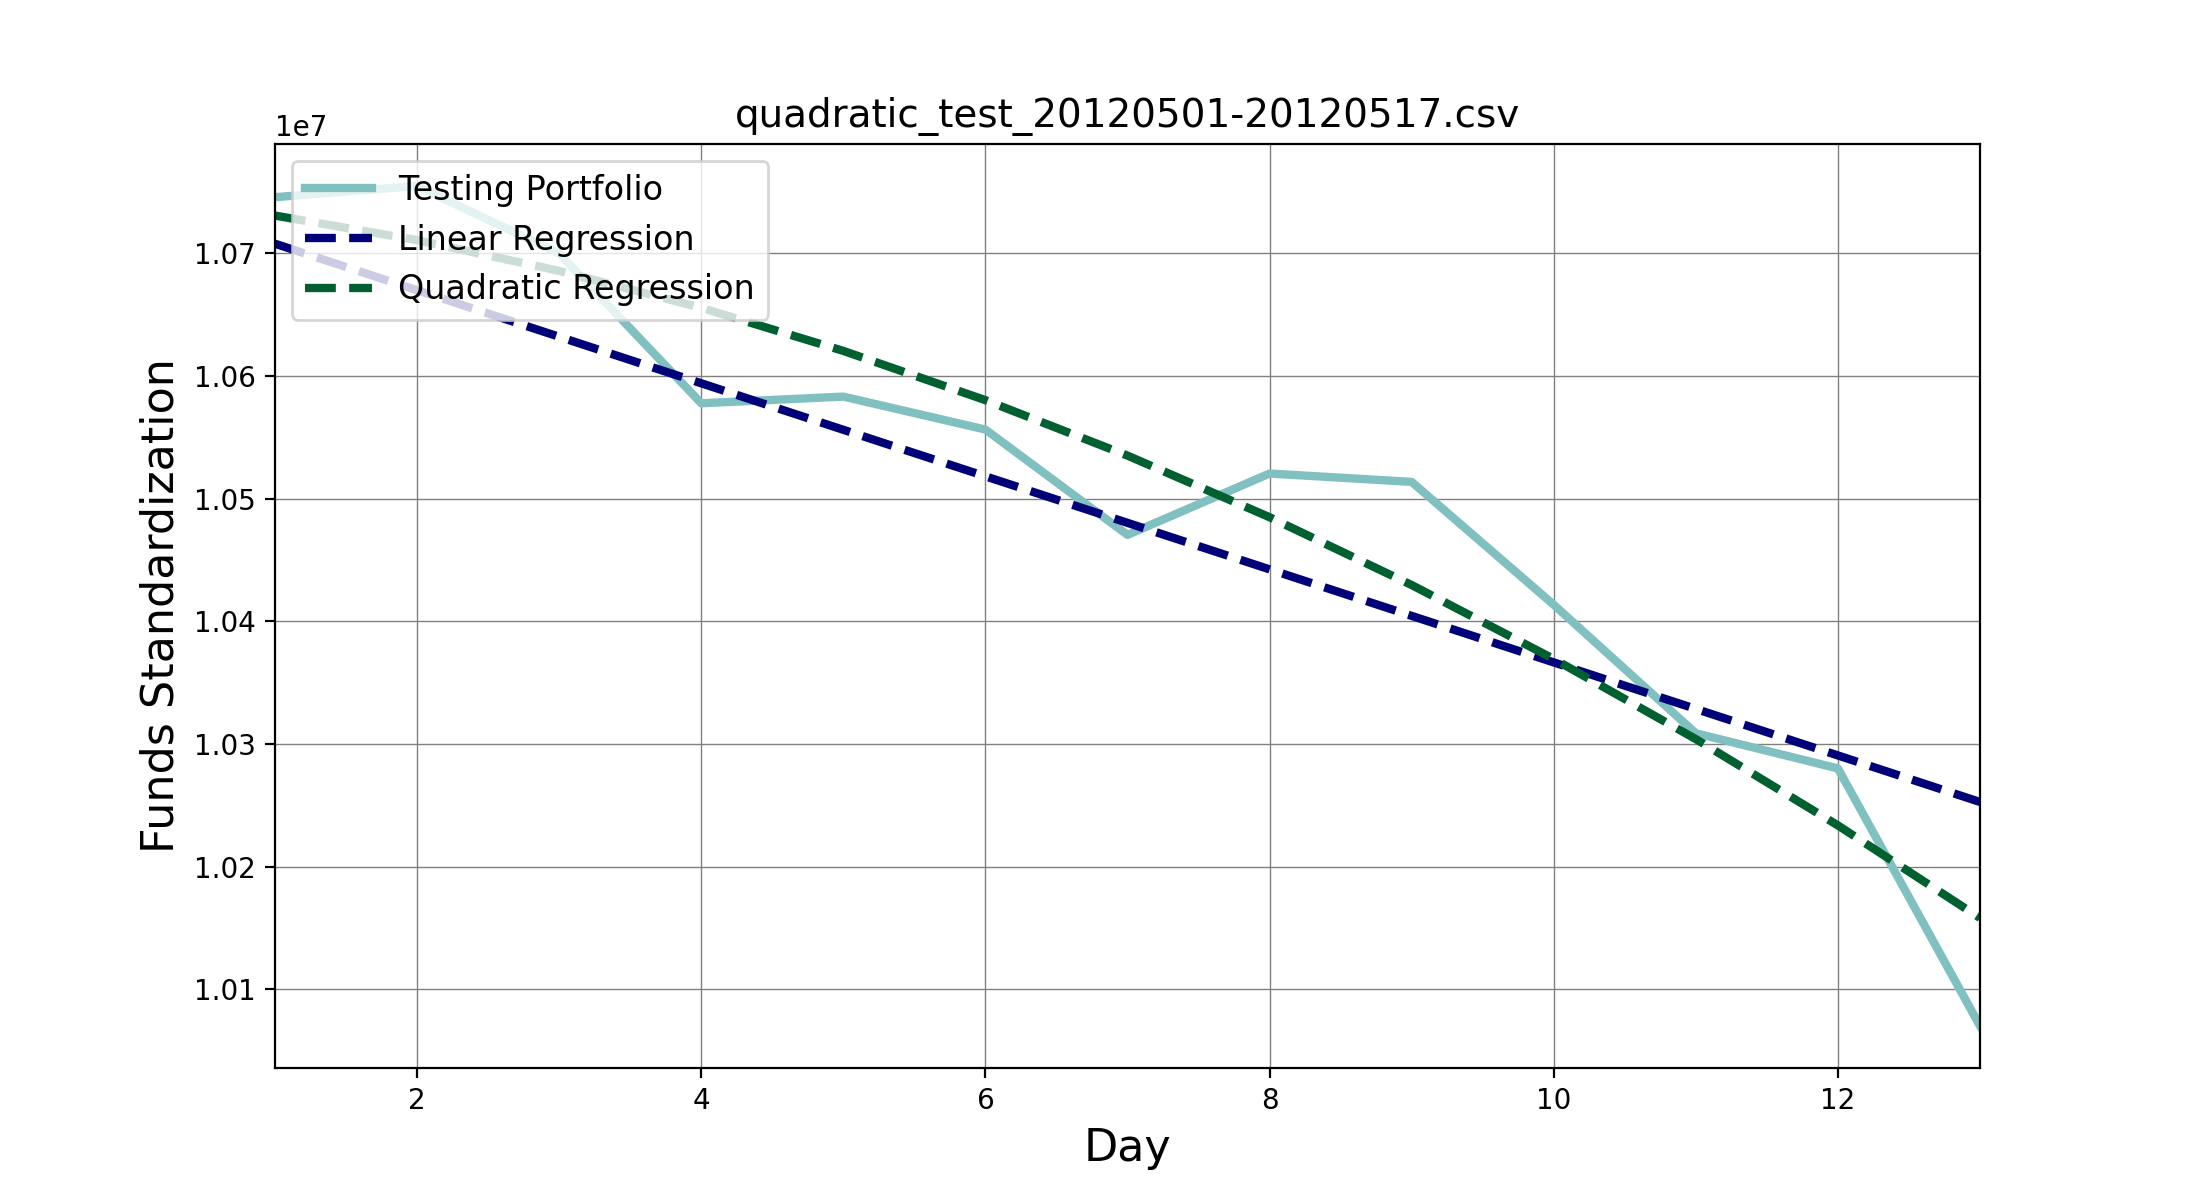 quadratic_test_20120501-20120517.csv
1e7
Testing Portfolio
Linear Regression
Quadratic Regression
Funds Standardization
1.07
1.06
1.05
1.04
1.03
1.02
1.01
2 4 6 8 10 12
Day